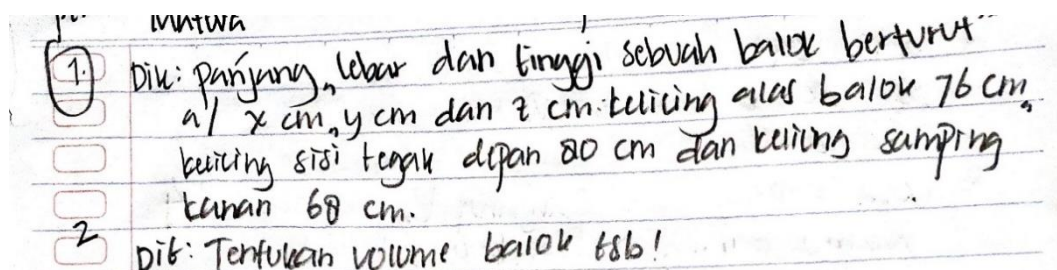 Matwa
1. Dik: panjang, lebar dan tinggi sebuah balok berturut"
a/ x cm, y cm dan z cm. keliling alas balok 76 cm,
keliling sisi tegak depan 80 cm dan keliling samping
kanan 68 cm.
2
Dit: Tentukan volume balok tsb!